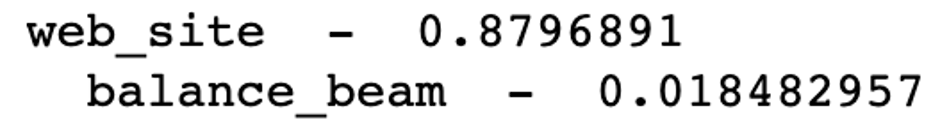 web_site - 0.8796891
balance_beam - 0.018482957